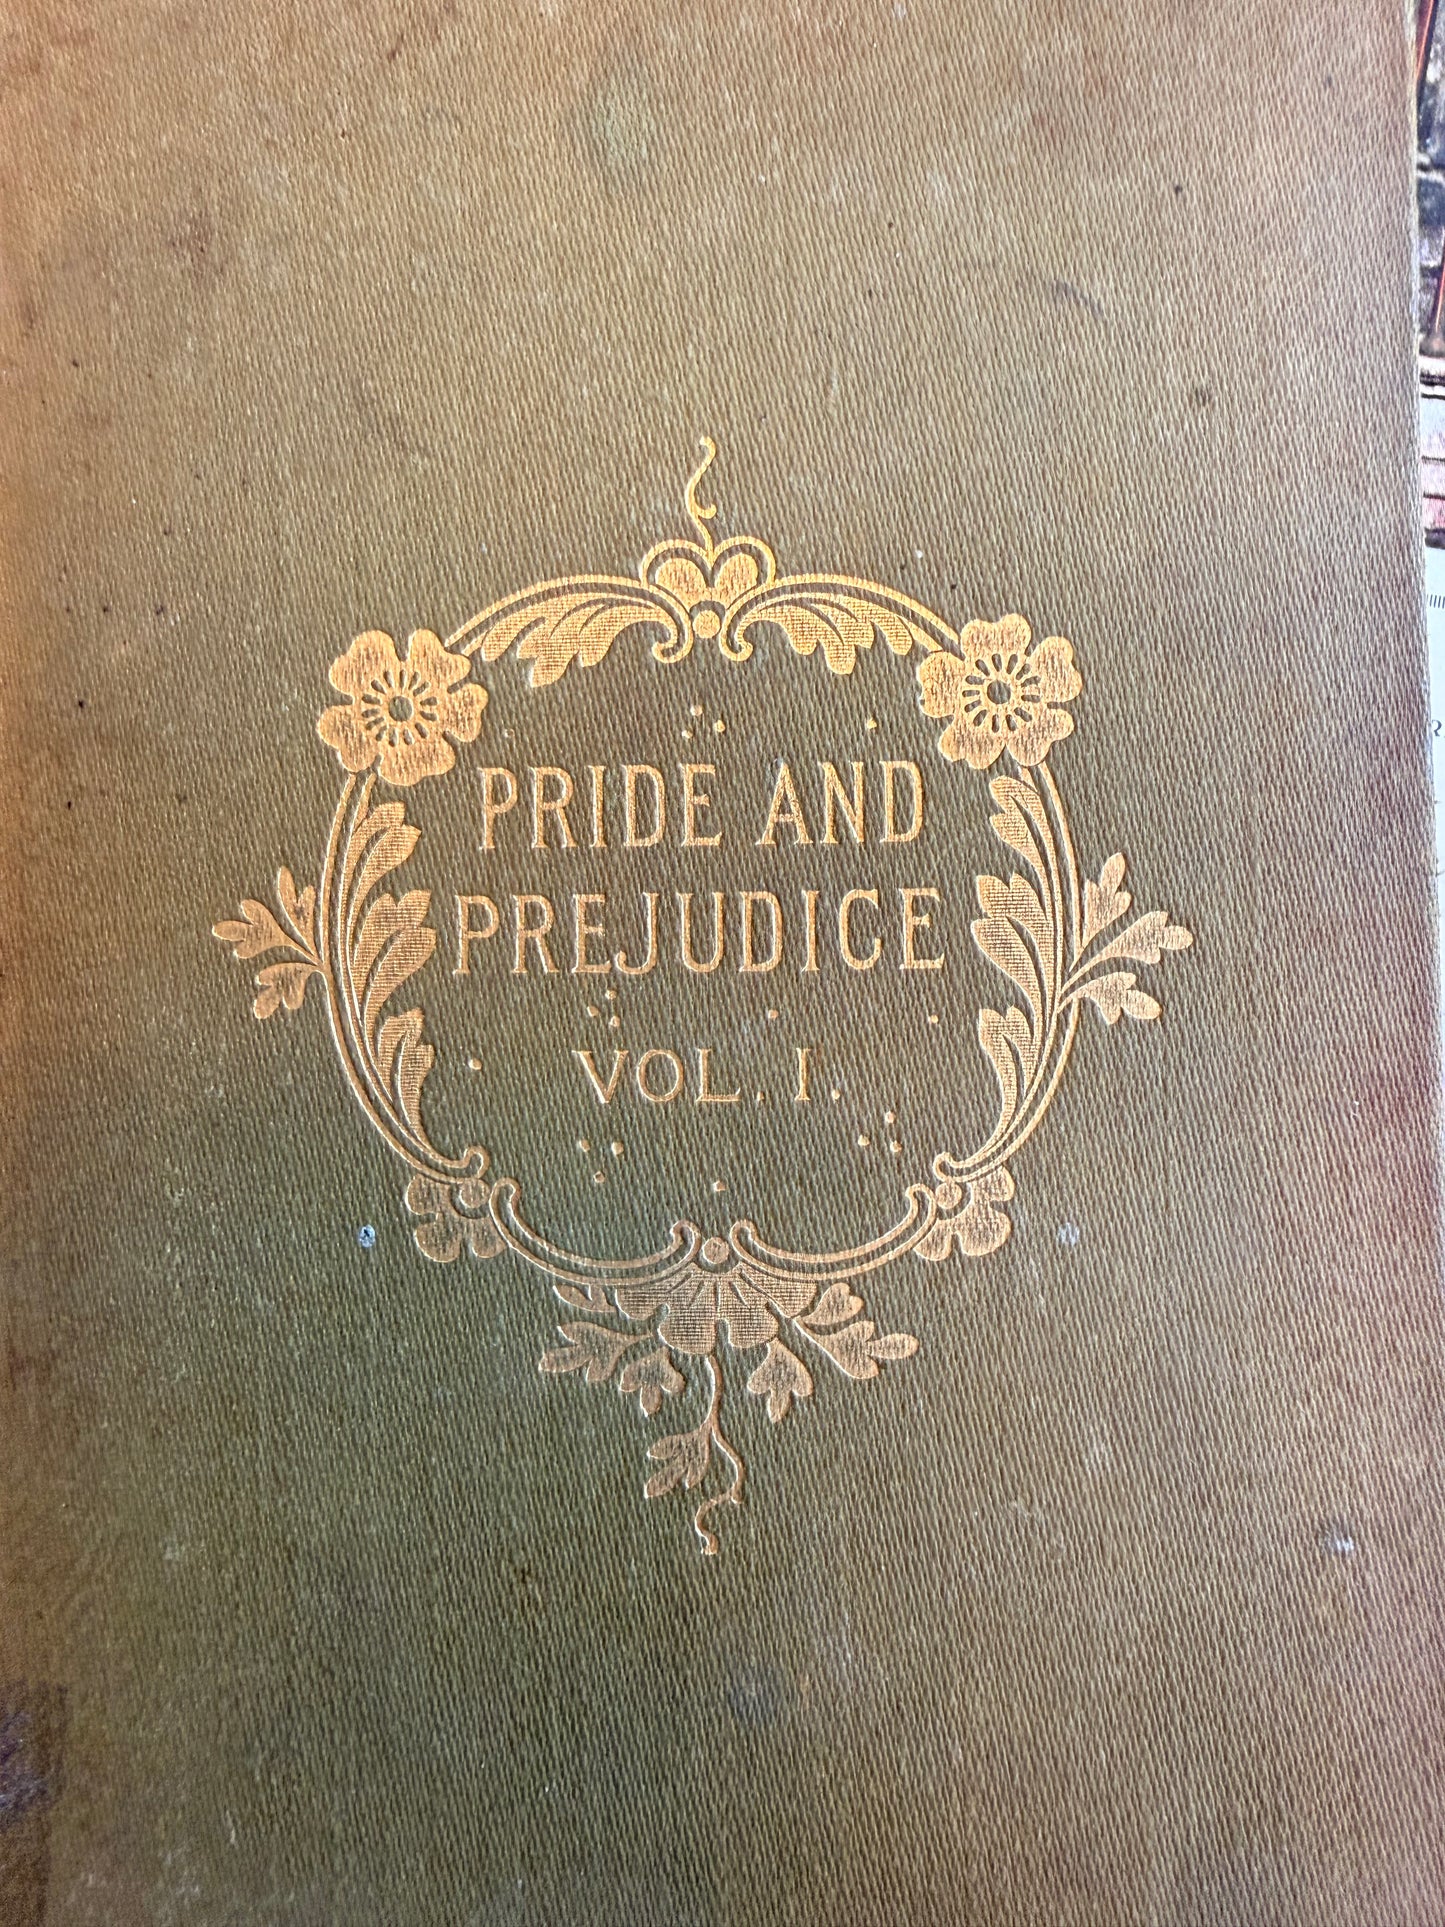 PRIDE AND
PREJUDICE
VOL. I.